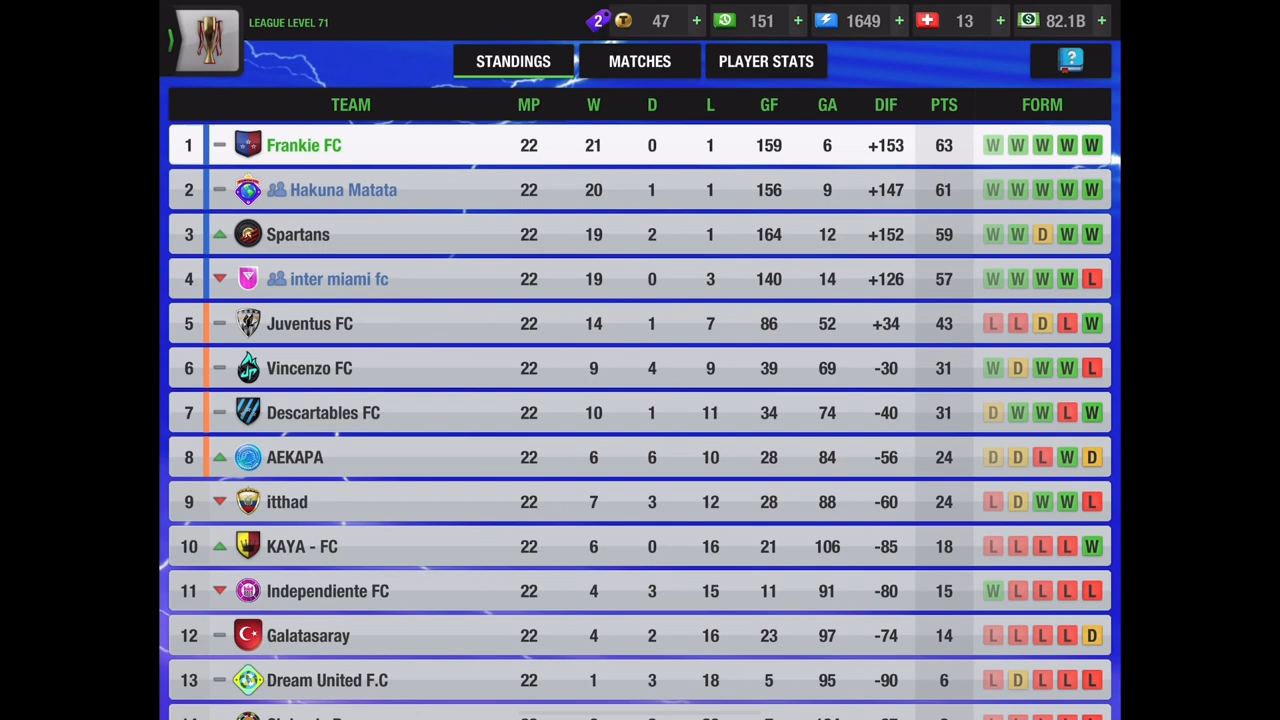 LEAGUE LEVEL 71
2 T 47 + 151 + 1649 + 13 + $ 82.1B +
STANDINGS MATCHES PLAYER STATS ?
TEAM MP W D L GF GA DIF PTS FORM
1 Frankie FC 22 21 0 1 159 6 +153 63 W W W W W
2 Hakuna Matata 22 20 1 1 156 9 +147 61 W W W W W
3 Spartans 22 19 2 1 164 12 +152 59 W W D W W
4 inter miami fc 22 19 0 3 140 14 +126 57 W W W W L
5 Juventus FC 22 14 1 7 86 52 +34 43 L L D L W
6 Vincenzo FC 22 9 4 9 39 69 -30 31 W D W W L
7 Descartables FC 22 10 1 11 34 74 -40 31 D W W L W
8 AEKAPA 22 6 6 10 28 84 -56 24 D D L W D
9 itthad 22 7 3 12 28 88 -60 24 L D W W L
10 KAYA - FC 22 6 0 16 21 106 -85 18 L L L L W
11 Independiente FC 22 4 3 15 11 91 -80 15 W L L L L
12 Galatasaray 22 4 2 16 23 97 -74 14 L L L L D
13 Dream United F.C 22 1 3 18 5 95 -90 6 L D L L L